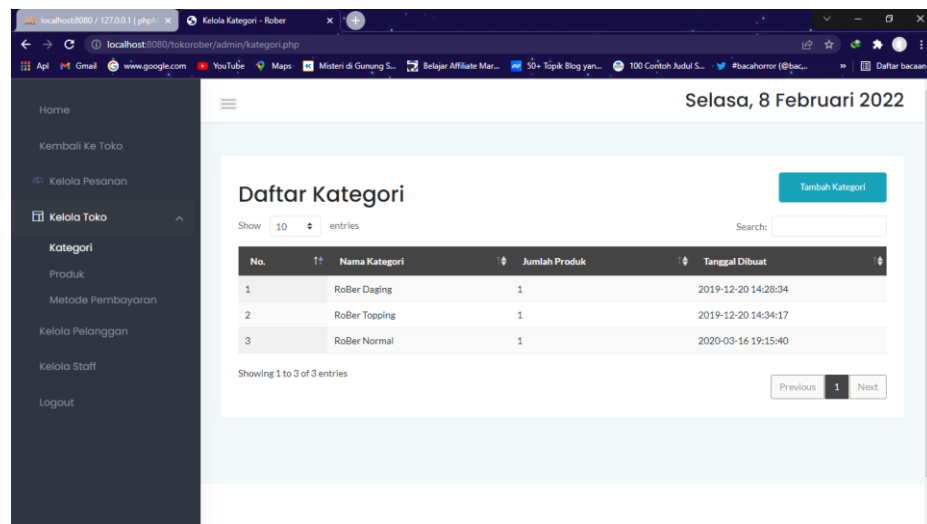 localhost:8080 / 127.0.0.1 | php Kelola Kategori - Rober
localhost:8080/tokorober/admin/kategori.php
Apl Gmail www.google.com YouTube Maps Misteri di Gunung S... Belajar Affiliate Mar... 50+ Topik Blog yan... 100 Contoh Judul S... #bacahorror (@bac... » Daftar bacaan
Home
Selasa, 8 Februari 2022
Kembali Ke Toko
Kelola Pesanan
Kelola Toko
Kategori
Produk
Metode Pembayaran
Kelola Pelanggan
Kelola Staff
Logout
Daftar Kategori
Tambah Kategori
Show 10 entries
Search:
No. Nama Kategori Jumlah Produk Tanggal Dibuat
1 RoBer Daging 1 2019-12-20 14:28:34
2 RoBer Topping 1 2019-12-20 14:34:17
3 RoBer Normal 1 2020-03-16 19:15:40
Showing 1 to 3 of 3 entries
Previous 1 Next